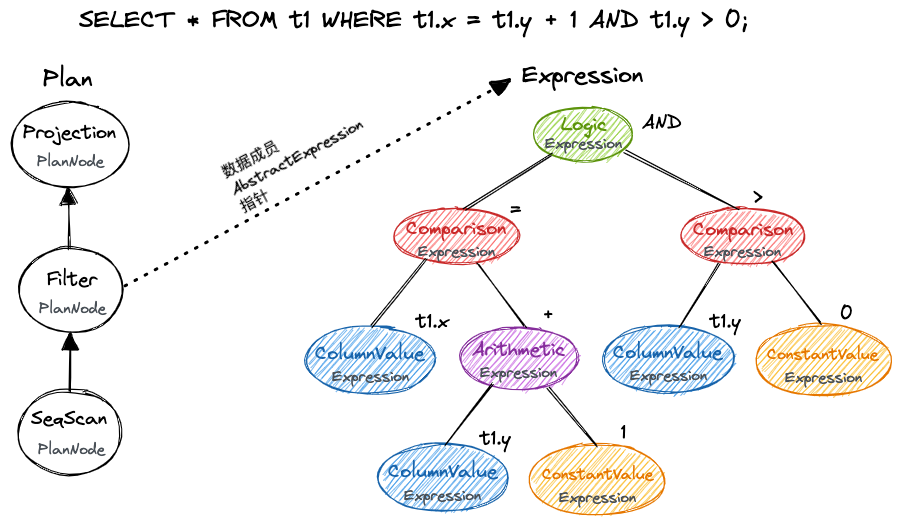 SELECT * FROM t1 WHERE t1.x = t1.y + 1 AND t1.y > 0;
Plan
Projection
PlanNode
Filter
PlanNode
SeqScan
PlanNode
数据成员
AbstractExpression
指针
Expression
Logic
Expression
AND
Comparison
Expression
=
Comparison
Expression
>
ColumnValue
Expression
t1.x
Arithmetic
Expression
+
ColumnValue
Expression
t1.y
ConstantValue
Expression
0
ColumnValue
Expression
t1.y
ConstantValue
Expression
1